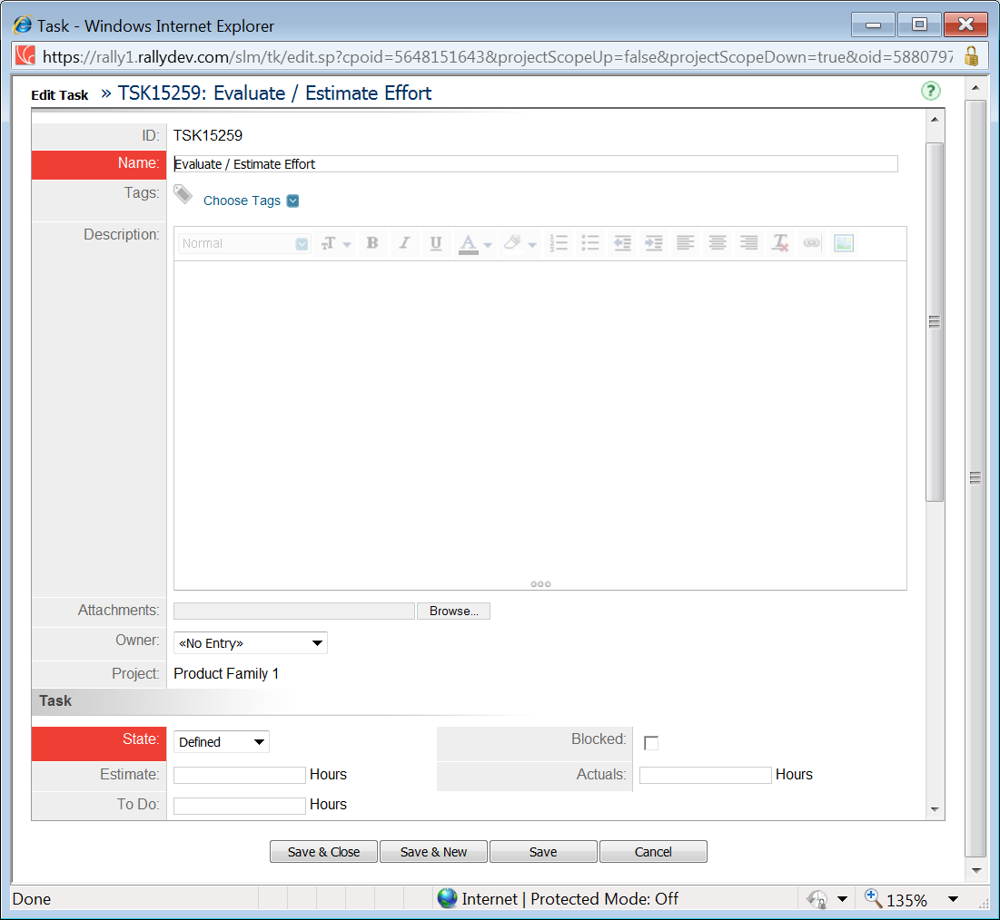 Task - Windows Internet Explorer
https://rally1.rallydev.com/slm/tk/edit.sp?cpoid=5648151643&projectScopeUp=false&projectScopeDown=true&oid=5880797
Edit Task » TSK15259: Evaluate / Estimate Effort ?
ID: TSK15259
Name: Evaluate / Estimate Effort
Tags: Choose Tags
Description: Normal TT B I U A
Attachments: Browse...
Owner: «No Entry»
Project: Product Family 1
Task
State: Defined Blocked:
Estimate: Hours Actuals: Hours
To Do: Hours
Save & Close Save & New Save Cancel
Done Internet | Protected Mode: Off 135%